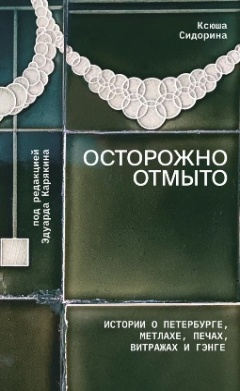 Ксюша
Сидорина
ОСТОРОЖНО
ОТМЫТО
под редакцией
Эдуарда Карякина
ИСТОРИИ О ПЕТЕРБУРГЕ,
МЕТЛАХЕ, ПЕЧАХ,
ВИТРАЖАХ И ГЭНГЕ